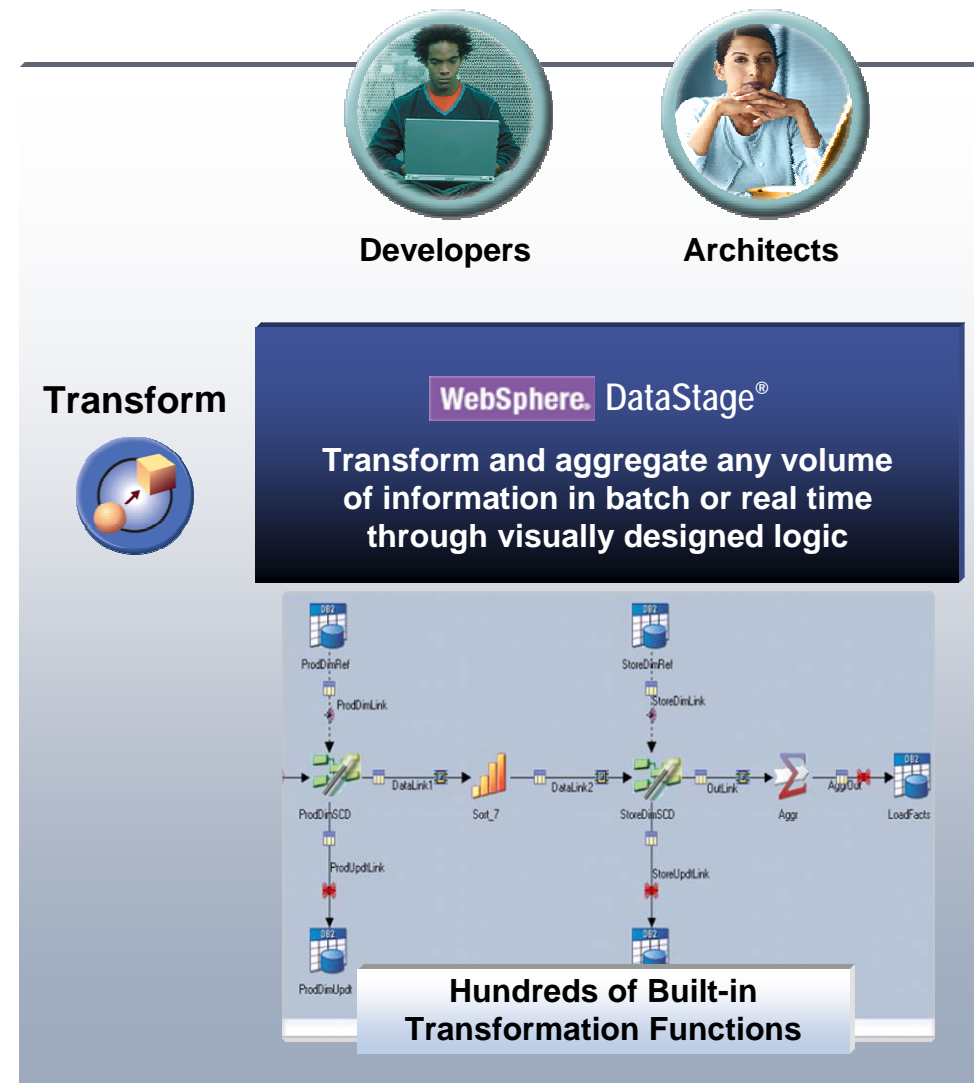 Developers
Architects
Transform
WebSphere. DataStage®
Transform and aggregate any volume
of information in batch or real time
through visually designed logic
DB2
DB2
ProdDimRef
StoreDimRef
ProdDimLink
StoreDimLink
DB2
DataLink1
DataLink2
OutLink
AggrOut
ProdDimSCD
Sort_7
StoreDimSCD
Aggr
LoadFacts
ProdUpdtLink
StoreUpdtLink
DB2
DB2
ProdDimUpdt
Hundreds of Built-in
Transformation Functions